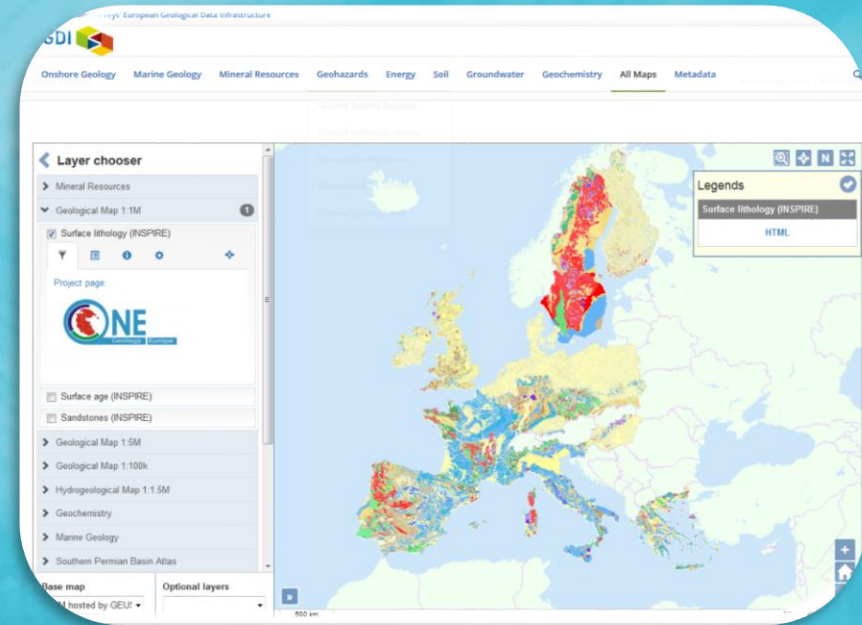 European Geological Data Infrastructure
GDI
Onshore Geology Marine Geology Mineral Resources Geohazards Energy Soil Groundwater Geochemistry All Maps Metadata
Layer chooser
Mineral Resources
Geological Map 1:1M 1
Surface lithology (INSPIRE)
Project page:
ONE
Geology Europe
Surface age (INSPIRE)
Sandstones (INSPIRE)
Geological Map 1:5M
Geological Map 1:100k
Hydrogeological Map 1:1.5M
Geochemistry
Marine Geology
Southern Permian Basin Atlas
Base map Optional layers
hosted by GEUS
N
Legends
Surface lithology (INSPIRE)
HTML
500 km